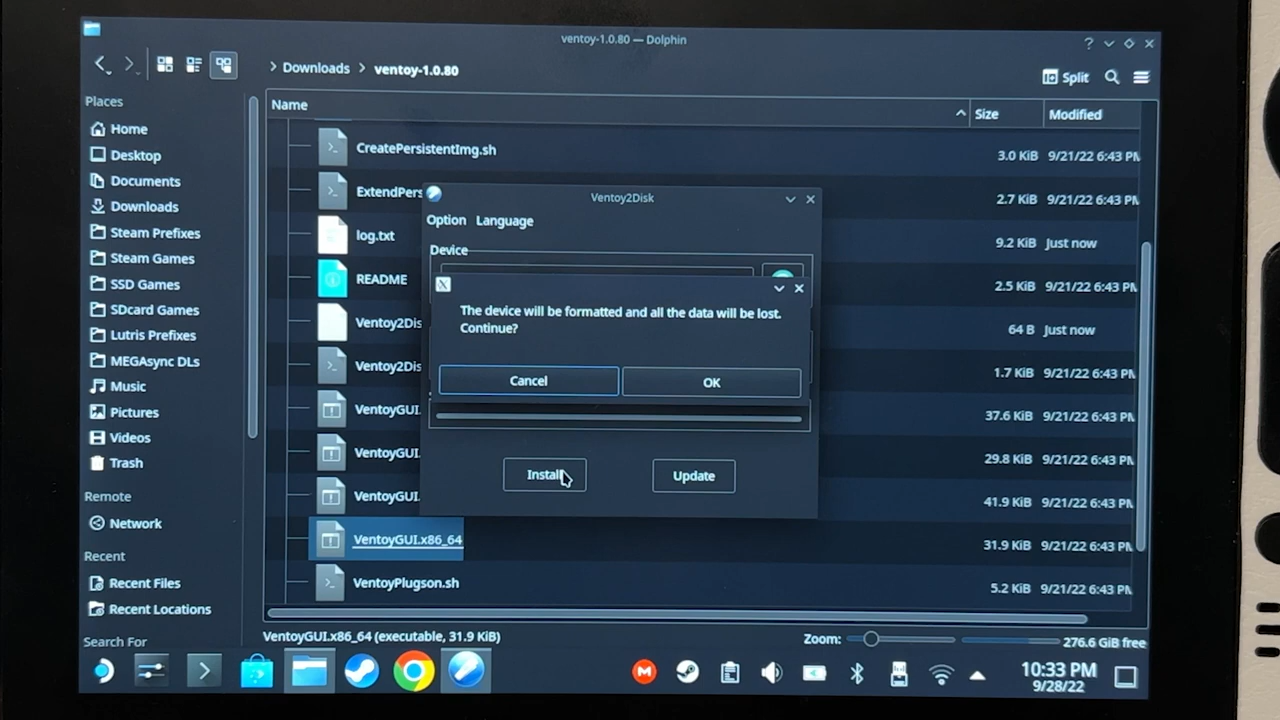 ventoy-1.0.80 — Dolphin
Downloads
ventoy-1.0.80
Split
Places
Home
Desktop
Documents
Downloads
Steam Prefixes
Steam Games
SSD Games
SDcard Games
Lutris Prefixes
MEGAsync DLs
Music
Pictures
Videos
Trash
Remote
Network
Recent
Recent Files
Recent Locations
Search For
Name
Size
Modified
CreatePersistentImg.sh
3.0 KiB
9/21/22 6:43 PM
ExtendPers
2.7 KiB
9/21/22 6:43 PM
log.txt
9.2 KiB
Just now
README
2.5 KiB
9/21/22 6:43 PM
Ventoy2Dis
64 B
Just now
Ventoy2Dis
1.7 KiB
9/21/22 6:43 PM
VentoyGUI.
37.6 KiB
9/21/22 6:43 PM
VentoyGUI.
29.8 KiB
9/21/22 6:43 PM
VentoyGUI.
41.9 KiB
9/21/22 6:43 PM
VentoyGUI.x86_64
31.9 KiB
9/21/22 6:43 PM
VentoyPlugson.sh
5.2 KiB
9/21/22 6:43 PM
Ventoy2Disk
Option Language
Device
The device will be formatted and all the data will be lost.
Continue?
Cancel
OK
Install
Update
VentoyGUI.x86_64 (executable, 31.9 KiB)
Zoom:
276.6 GiB free
10:33 PM
9/28/22